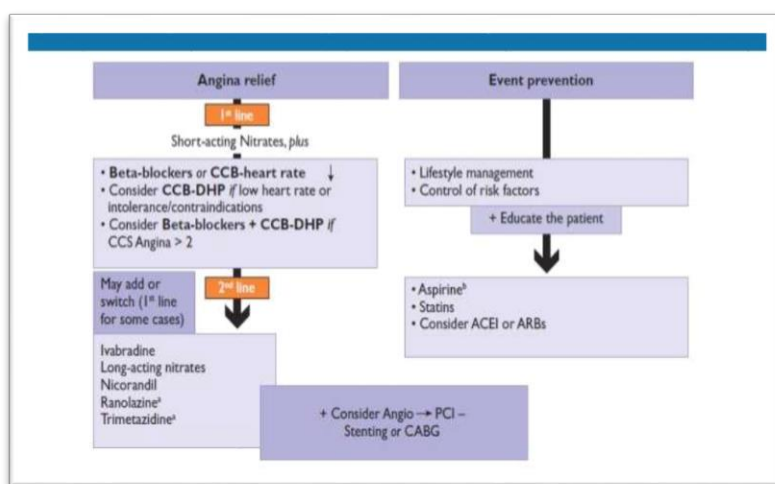 Angina relief
1st line
Short-acting Nitrates, plus
• Beta-blockers or CCB-heart rate ↓
• Consider CCB-DHP if low heart rate or
intolerance/contraindications
• Consider Beta-blockers + CCB-DHP if
CCS Angina > 2
May add or
switch (1st line
for some cases)
2nd line
Ivabradine
Long-acting nitrates
Nicorandil
Ranolazineª
Trimetazidineª
+ Consider Angio → PCI –
Stenting or CABG
Event prevention
• Lifestyle management
• Control of risk factors
+ Educate the patient
• Aspirineᵇ
• Statins
• Consider ACEI or ARBs